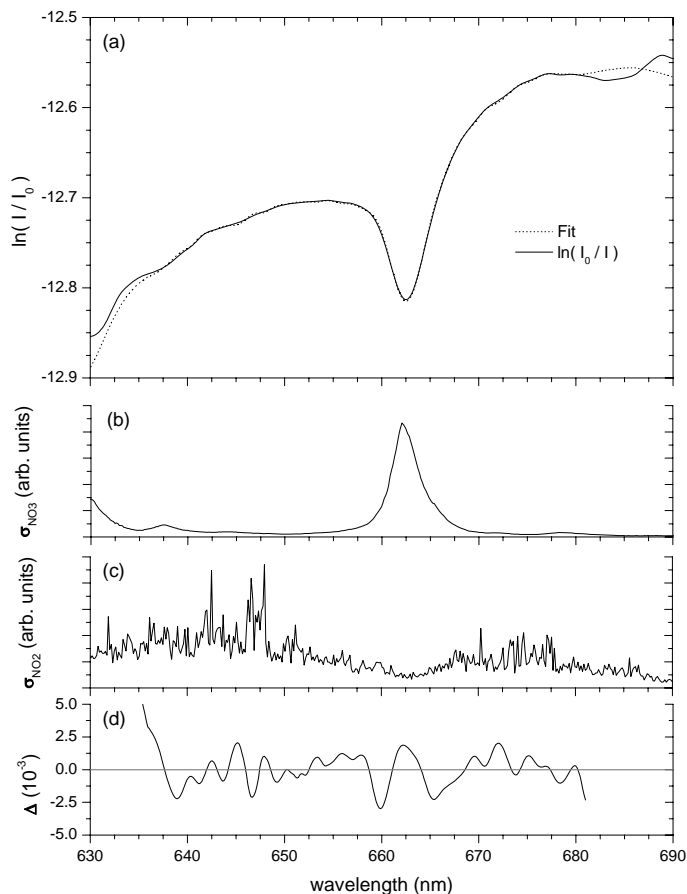 (a)
-12.5
-12.6
-12.7
-12.8
-12.9
ln( I / I₀ )
Fit
ln( I₀ / I )
(b)
σNO3 (arb. units)
(c)
σNO2 (arb. units)
(d)
5.0
2.5
0.0
-2.5
-5.0
Δ (10⁻³)
630 640 650 660 670 680 690
wavelength (nm)